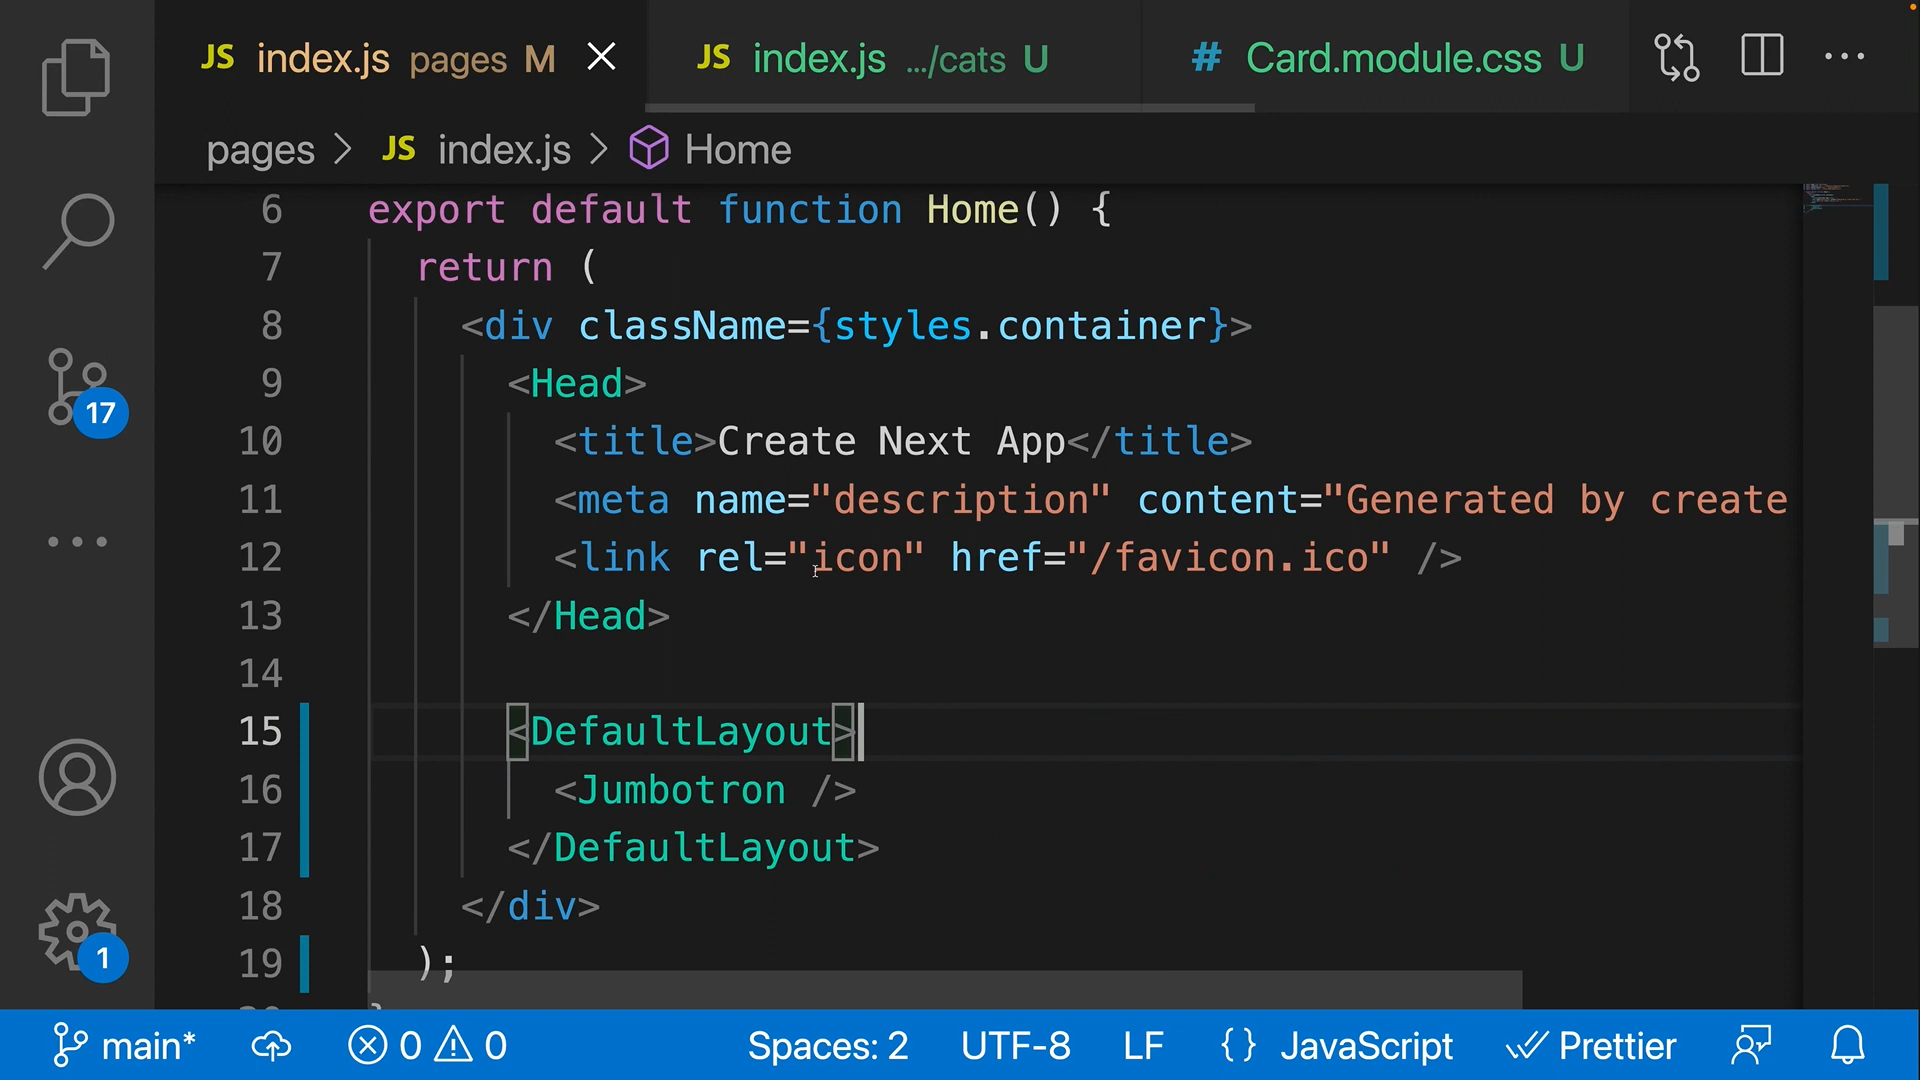 JS index.js pages M
JS index.js .../cats U
# Card.module.css U
pages > JS index.js > Home
6 export default function Home() {
7 return (
8 <div className={styles.container}>
9 <Head>
10 <title>Create Next App</title>
11 <meta name="description" content="Generated by create
12 <link rel="icon" href="/favicon.ico" />
13 </Head>
14
15 <DefaultLayout>
16 <Jumbotron />
17 </DefaultLayout>
18 </div>
19 );
17
1
main* 0 0 Spaces: 2 UTF-8 LF {} JavaScript Prettier